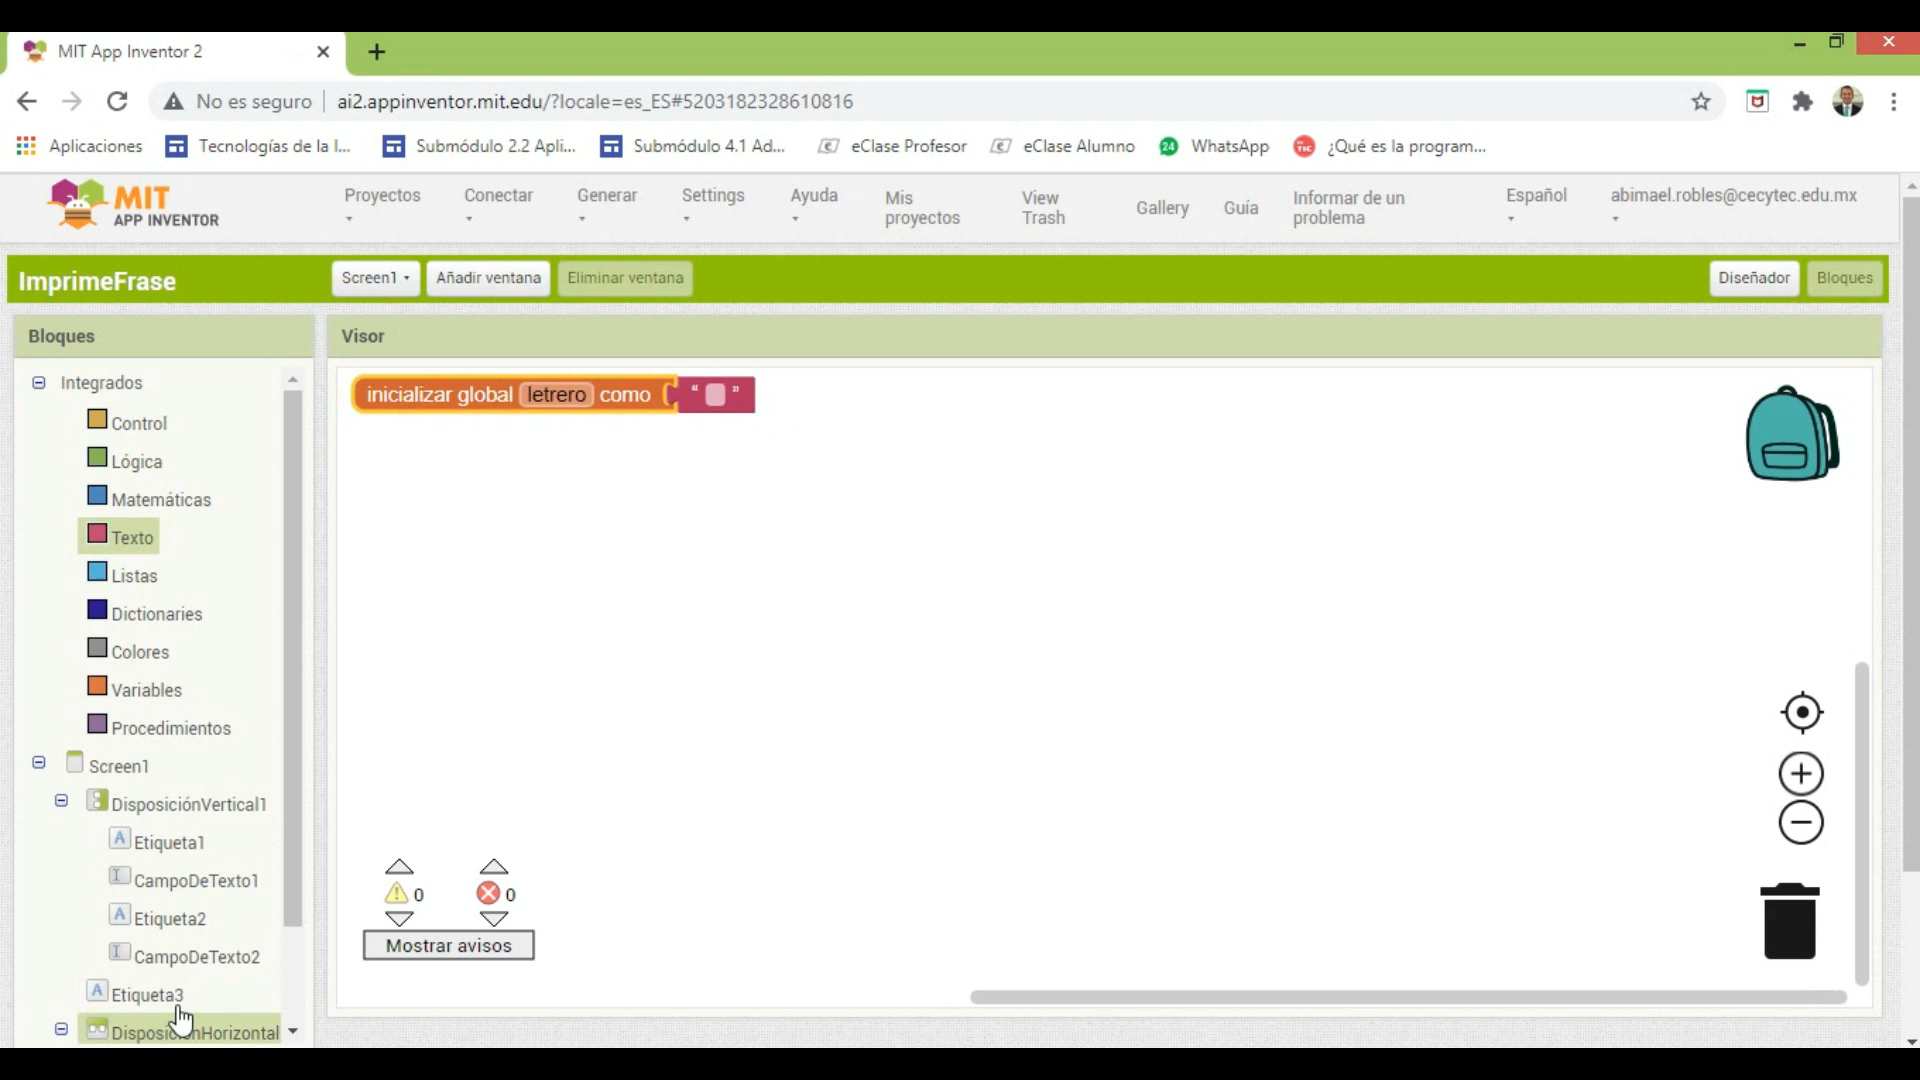 MIT App Inventor 2
No es seguro ai2.appinventor.mit.edu/?locale=es_ES#5203182328610816
Aplicaciones Tecnologías de la I... Submódulo 2.2 Apli... Submódulo 4.1 Ad... eClase Profesor eClase Alumno 24 WhatsApp TIC ¿Qué es la program...
MIT
APP INVENTOR
Proyectos Conectar Generar Settings Ayuda Mis proyectos View Trash Gallery Guía Informar de un problema Español abimael.robles@cecytec.edu.mx
ImprimeFrase Screen1 Añadir ventana Eliminar ventana Diseñador Bloques
Bloques Visor
Integrados
inicializar global letrero como “ ”
Control
Lógica
Matemáticas
Texto
Listas
Dictionaries
Colores
Variables
Procedimientos
Screen1
DisposiciónVertical1
Etiqueta1
CampoDeTexto1
Etiqueta2
CampoDeTexto2
Etiqueta3
DisposiciónHorizontal
0 0
Mostrar avisos